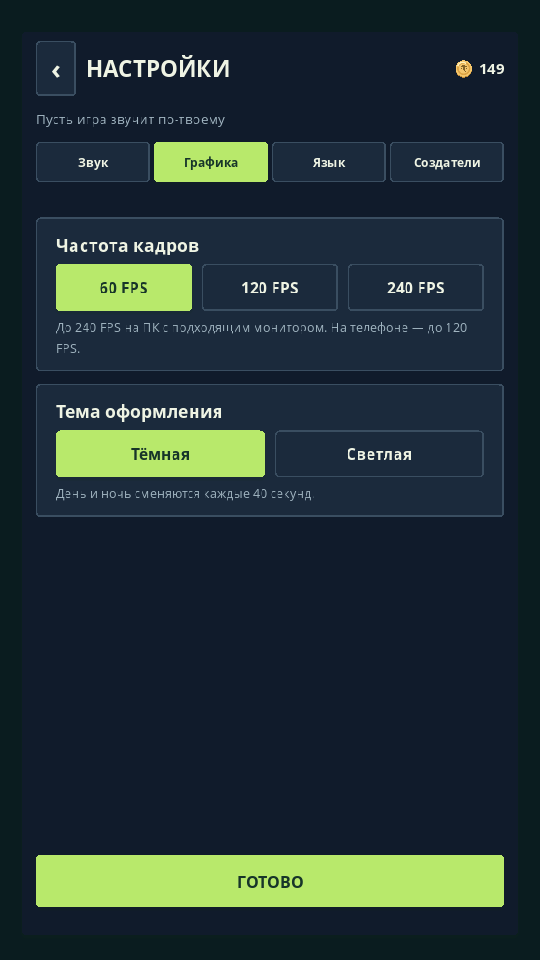 ‹ НАСТРОЙКИ 149
Пусть игра звучит по-твоему
Звук Графика Язык Создатели
Частота кадров
60 FPS 120 FPS 240 FPS
До 240 FPS на ПК с подходящим монитором. На телефоне — до 120
FPS.
Тема оформления
Тёмная Светлая
День и ночь сменяются каждые 40 секунд.
ГОТОВО